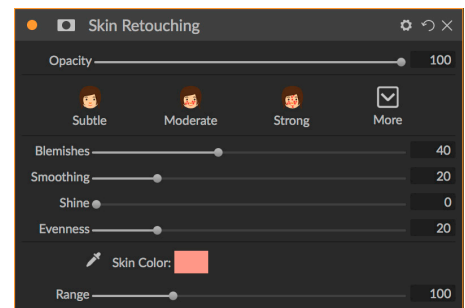 Skin Retouching
Opacity 100
Subtle Moderate Strong More
Blemishes 40
Smoothing 20
Shine 0
Evenness 20
Skin Color:
Range 100